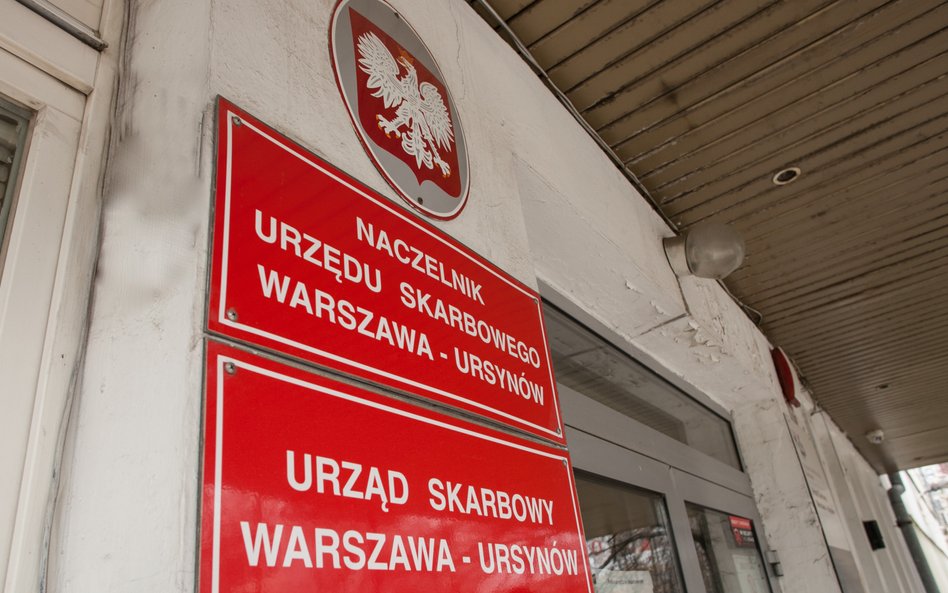 NACZELNIK
URZĘDU SKARBOWEGO
WARSZAWA - URSYNÓW
URZĄD SKARBOWY
WARSZAWA - URSYNÓW